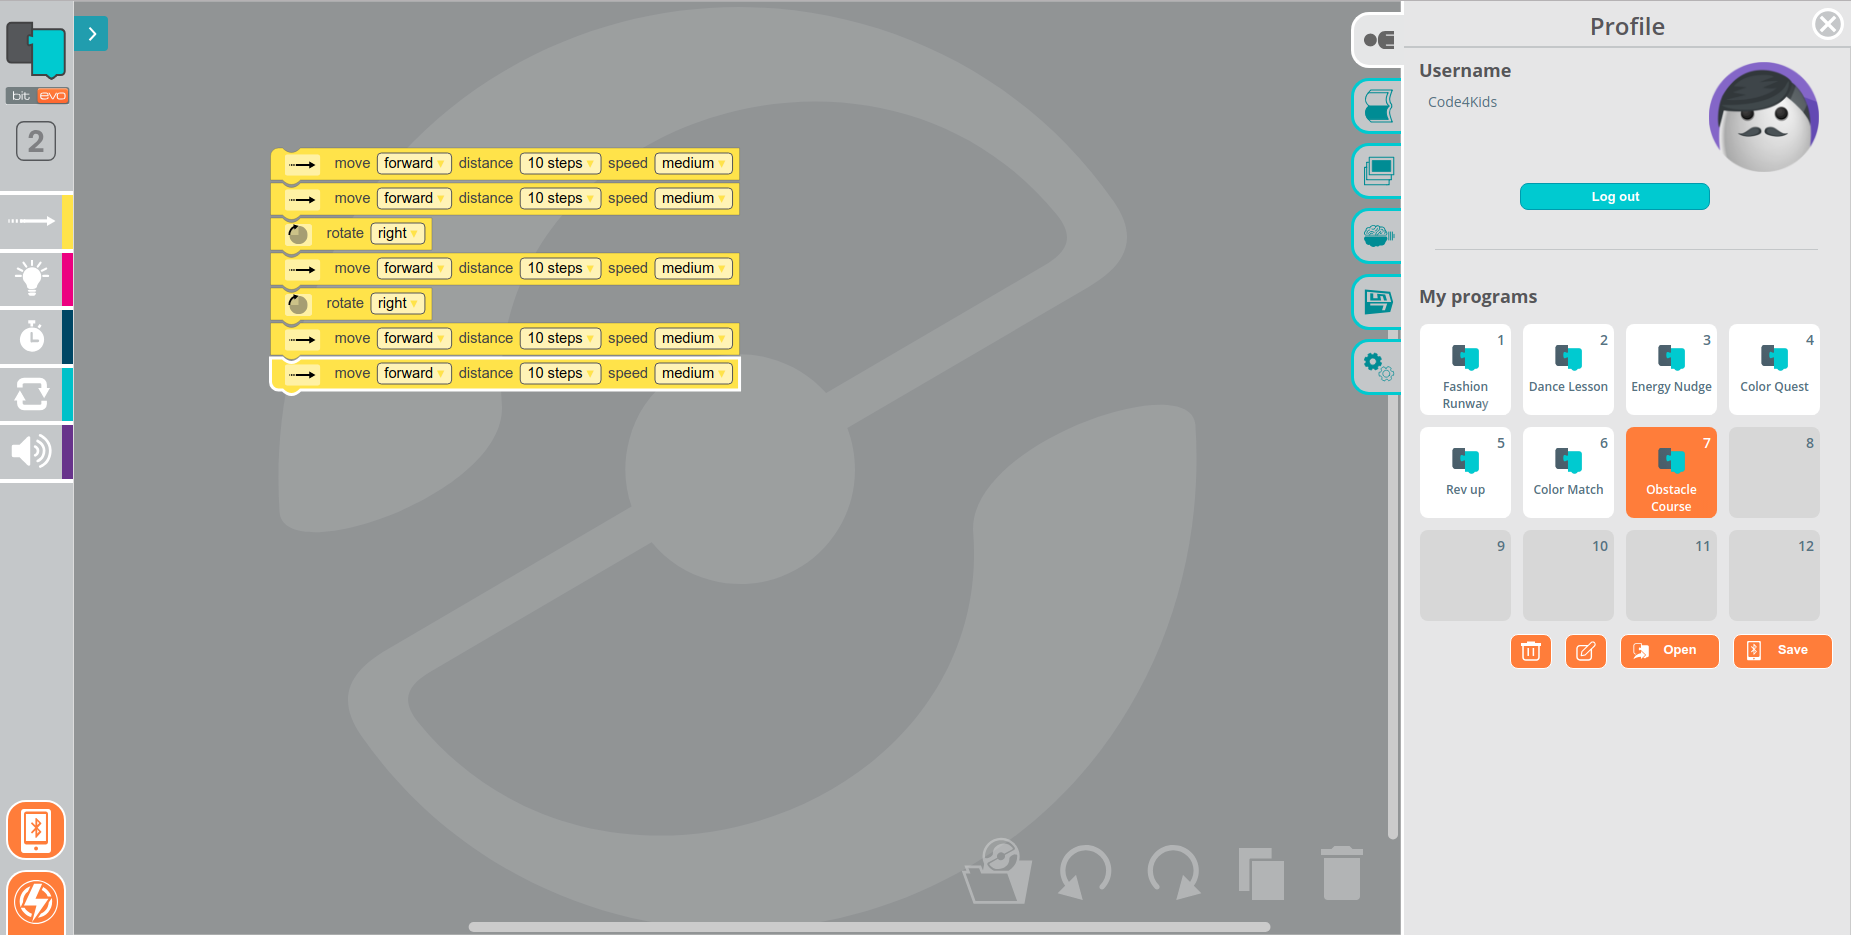 bit evo
2
move forward distance 10 steps speed medium
move forward distance 10 steps speed medium
rotate right
move forward distance 10 steps speed medium
rotate right
move forward distance 10 steps speed medium
move forward distance 10 steps speed medium
Profile
Username
Code4Kids
Log out
My programs
1
Fashion
Runway
2
Dance Lesson
3
Energy Nudge
4
Color Quest
5
Rev up
6
Color Match
7
Obstacle
Course
8
9
10
11
12
Open
Save